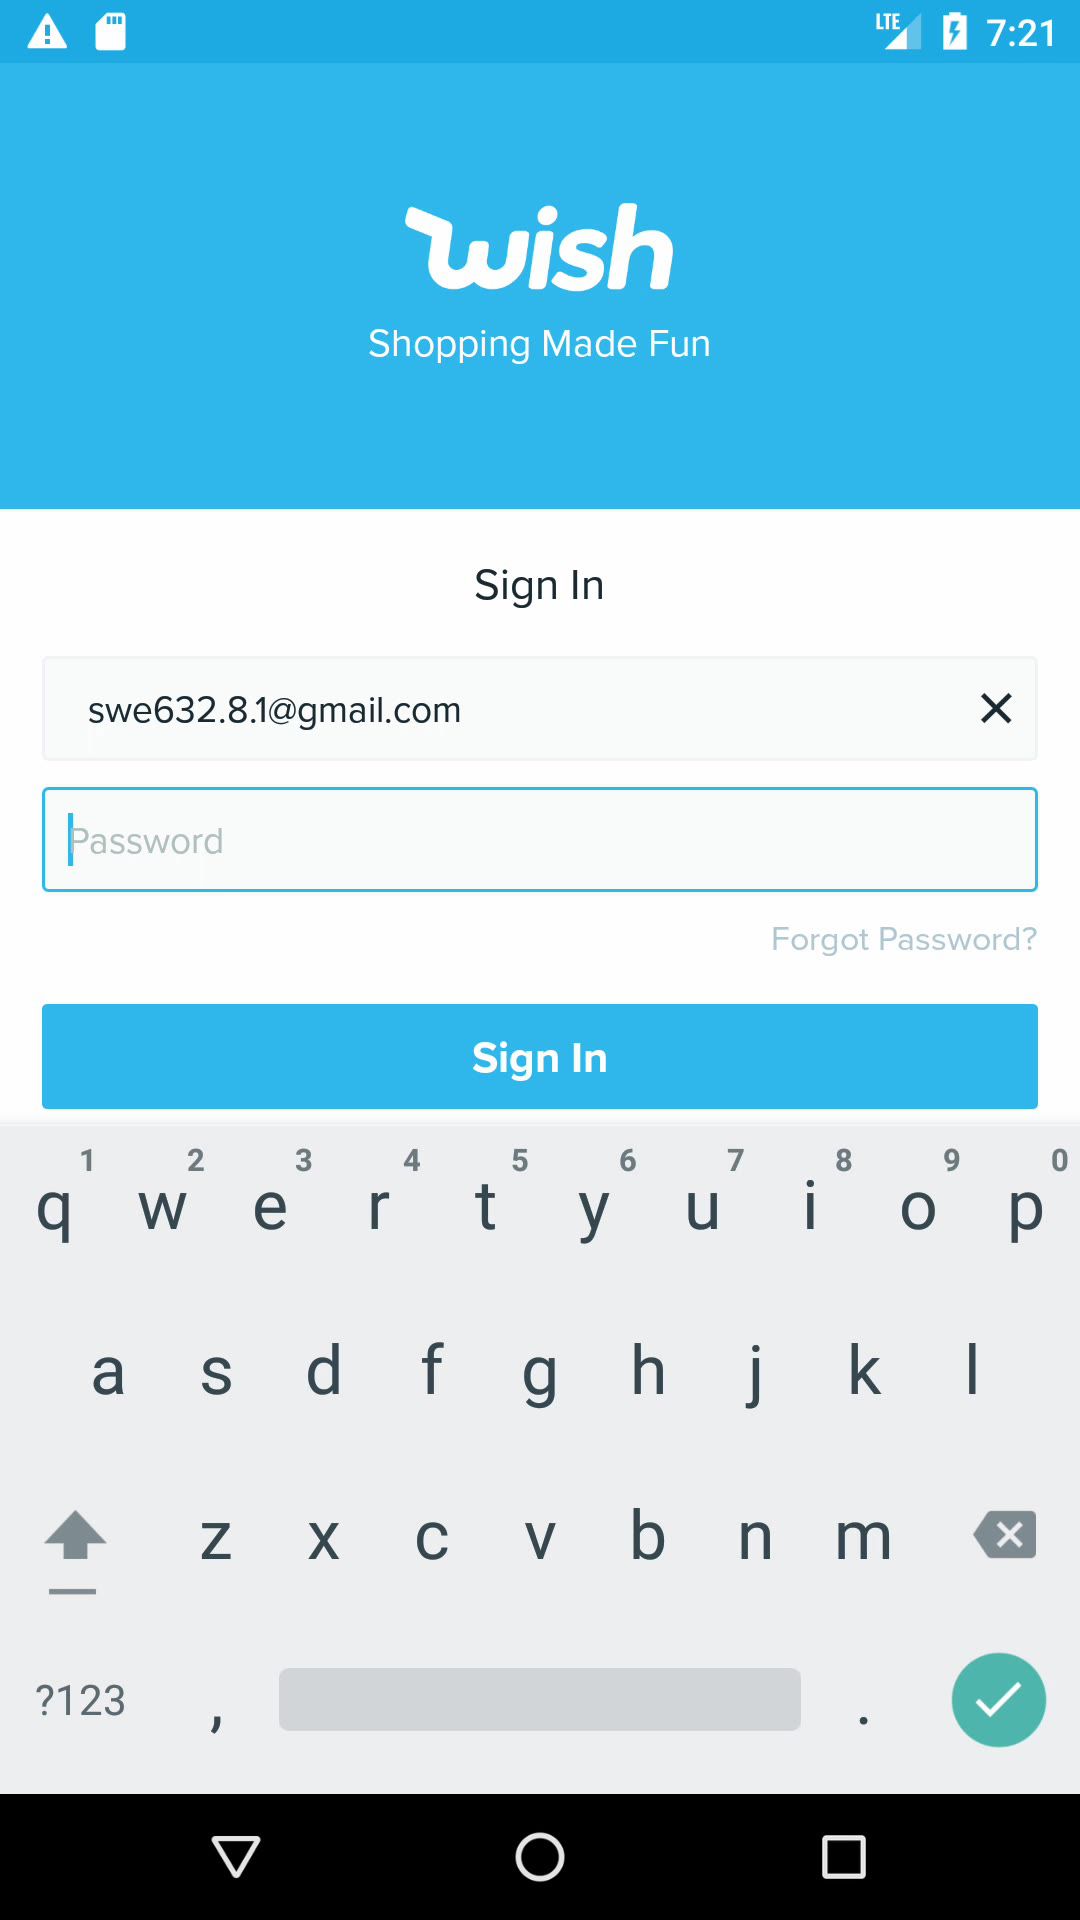 LTE 7:21
wish
Shopping Made Fun
Sign In
swe632.8.1@gmail.com
Password
Forgot Password?
Sign In
1 2 3 4 5 6 7 8 9 0
q w e r t y u i o p
a s d f g h j k l
z x c v b n m
?123 , .